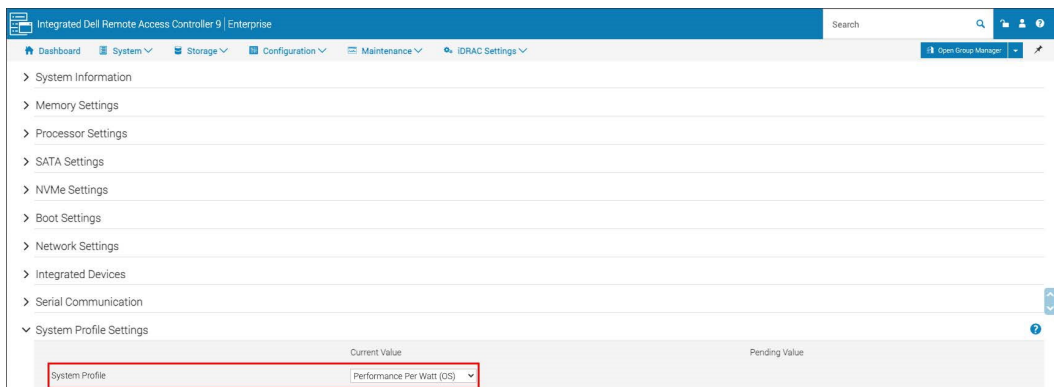 Integrated Dell Remote Access Controller 9 | Enterprise
Search
Dashboard System Storage Configuration Maintenance iDRAC Settings Open Group Manager
System Information
Memory Settings
Processor Settings
SATA Settings
NVMe Settings
Boot Settings
Network Settings
Integrated Devices
Serial Communication
System Profile Settings
Current Value Pending Value
System Profile Performance Per Watt (OS)